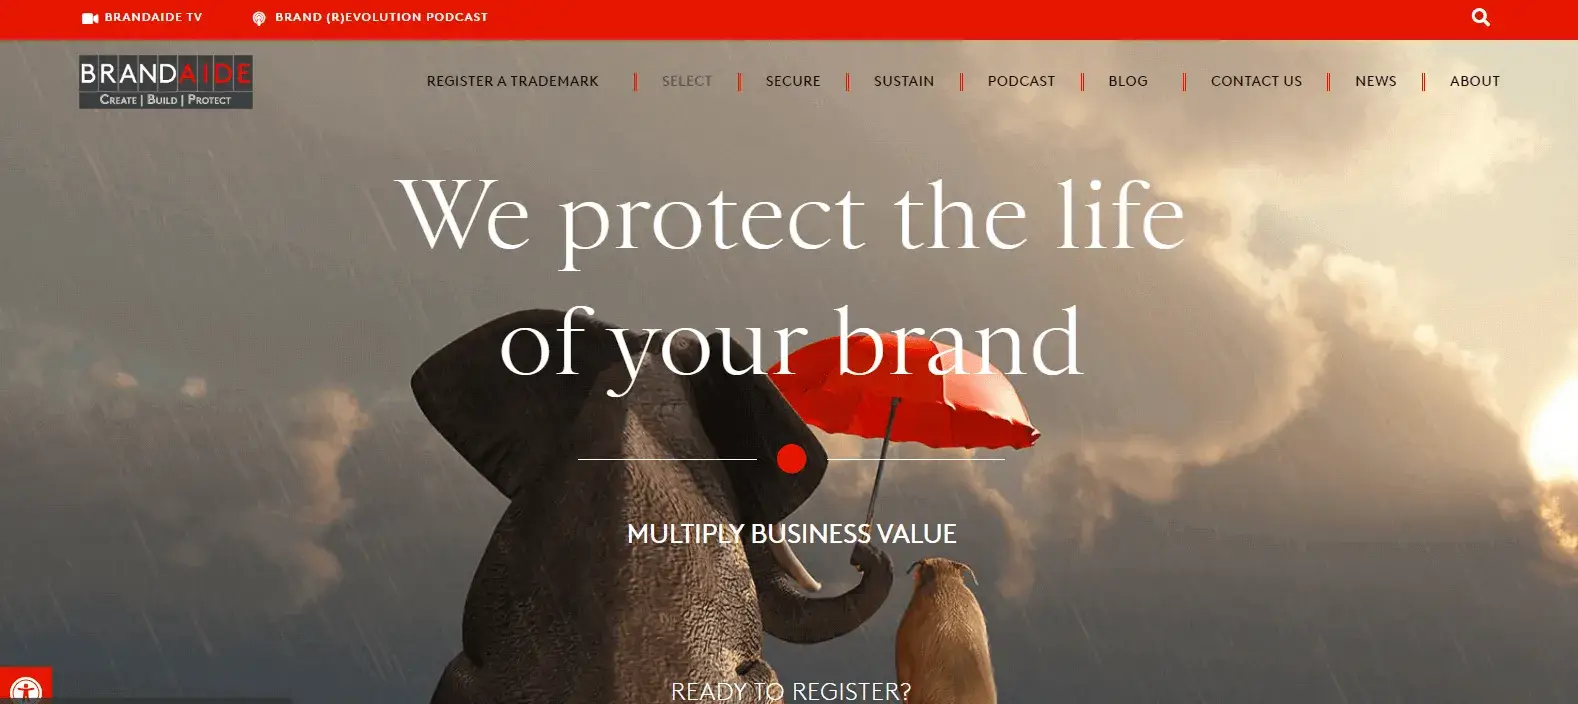 BRANDAIDE TV BRAND (R)EVOLUTION PODCAST
BRANDAIDE
CREATE | BUILD | PROTECT
REGISTER A TRADEMARK SELECT SECURE SUSTAIN PODCAST BLOG CONTACT US NEWS ABOUT
We protect the life
of your brand
MULTIPLY BUSINESS VALUE
READY TO REGISTER?